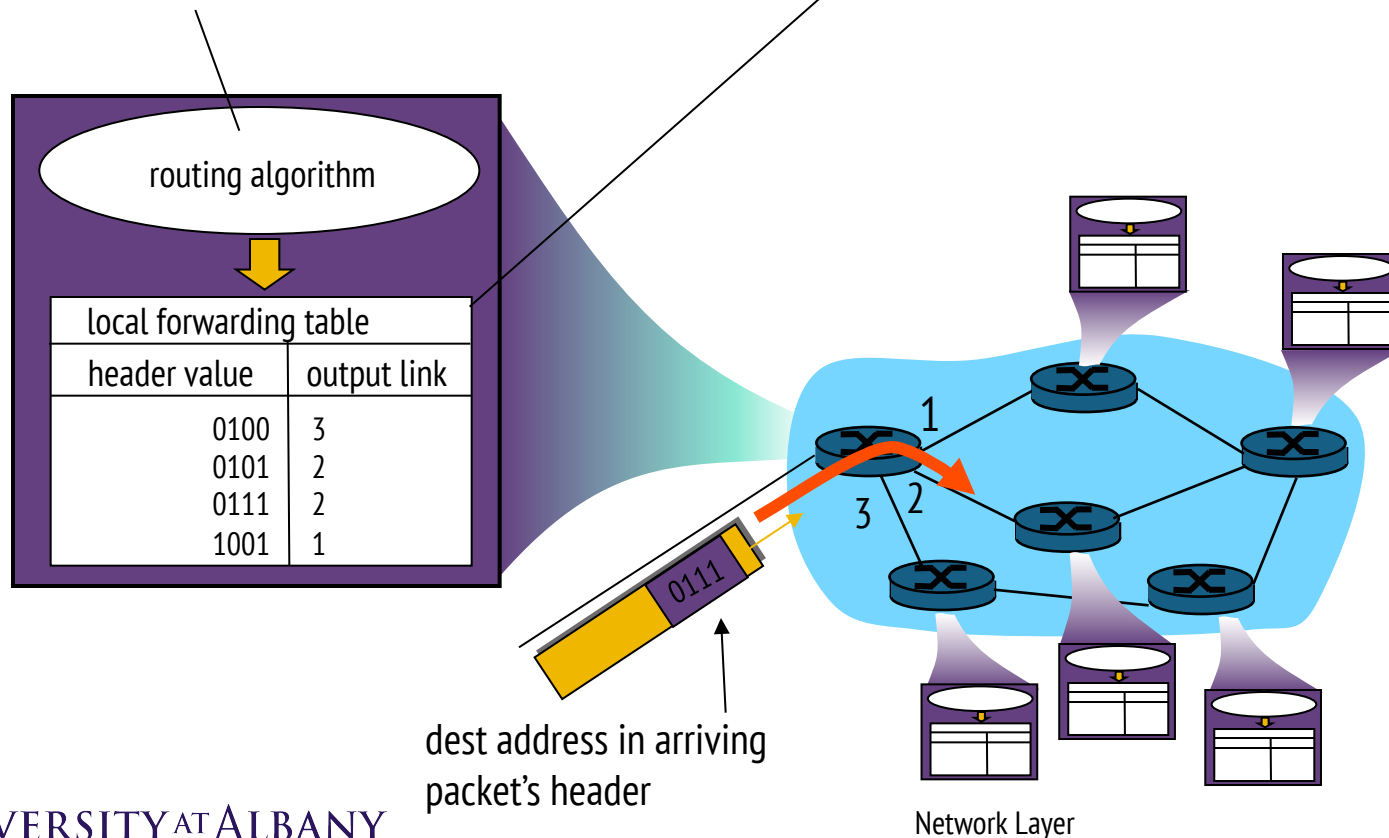 routing algorithm
local forwarding table
header value output link
0100 3
0101 2
0111 2
1001 1
1
2
3
0111
dest address in arriving
packet's header
VERSITY AT ALBANY
Network Layer